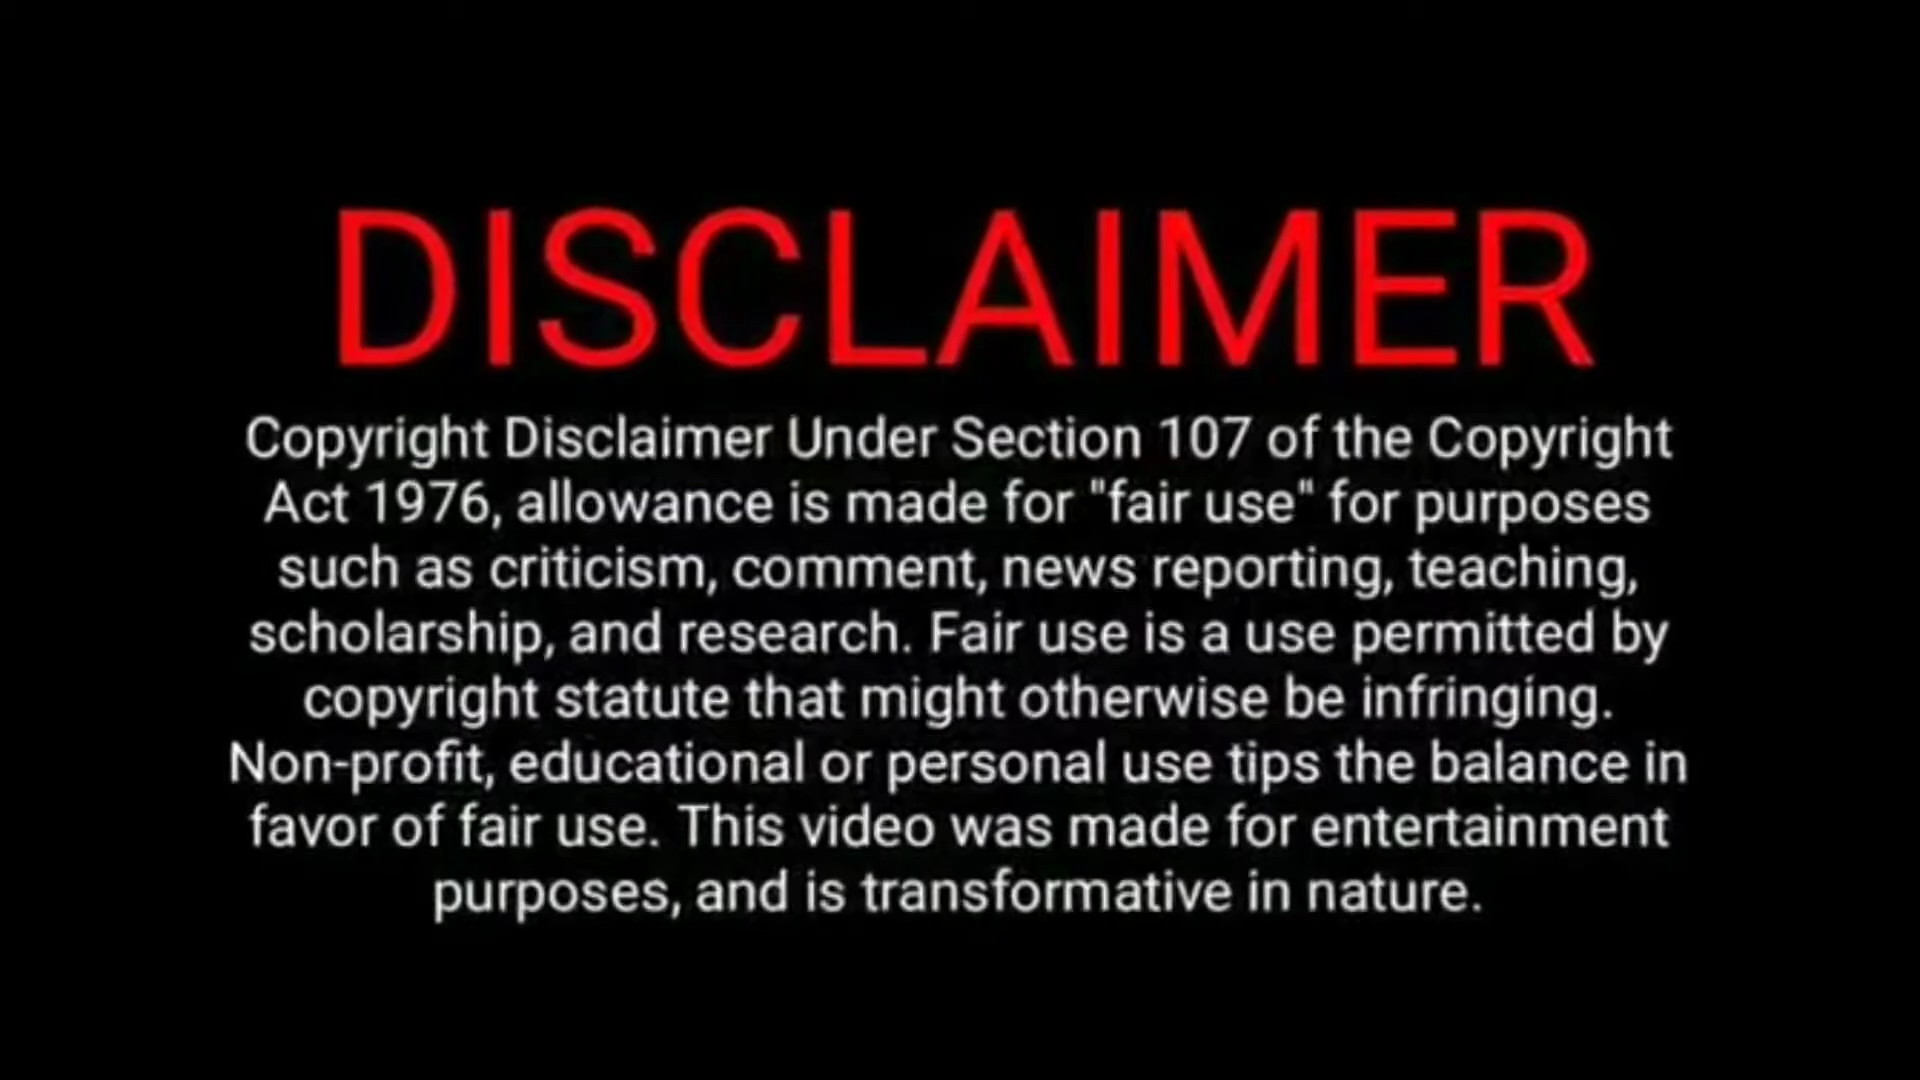 DISCLAIMER
Copyright Disclaimer Under Section 107 of the Copyright
Act 1976, allowance is made for "fair use" for purposes
such as criticism, comment, news reporting, teaching,
scholarship, and research. Fair use is a use permitted by
copyright statute that might otherwise be infringing.
Non-profit, educational or personal use tips the balance in
favor of fair use. This video was made for entertainment
purposes, and is transformative in nature.